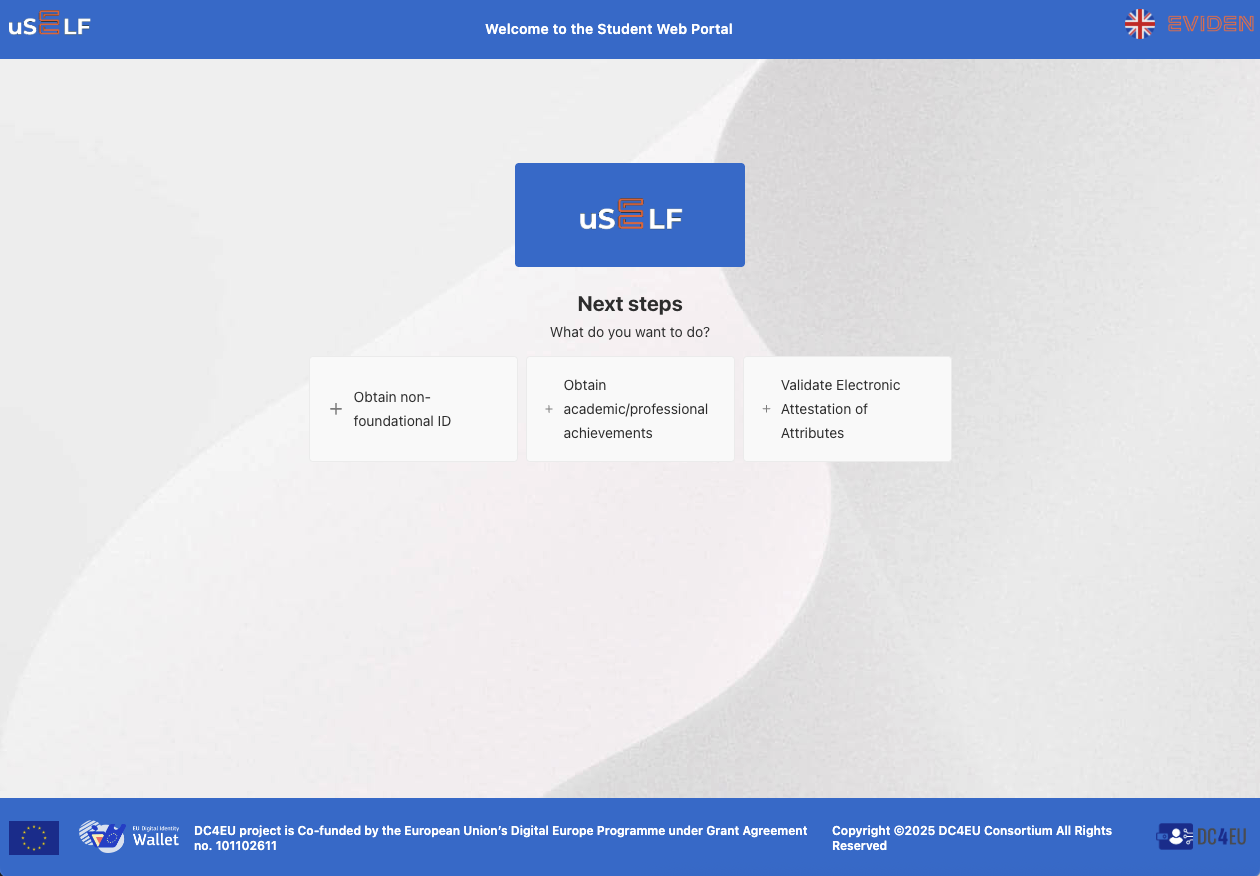 uSELF
Welcome to the Student Web Portal
EVIDEN
uSELF
Next steps
What do you want to do?
Obtain non-
foundational ID
Obtain
academic/professional
achievements
Validate Electronic
Attestation of
Attributes
EU Digital Identity
Wallet
DC4EU project is Co-funded by the European Union's Digital Europe Programme under Grant Agreement
no. 101102611
Copyright ©2025 DC4EU Consortium All Rights
Reserved
DC4EU